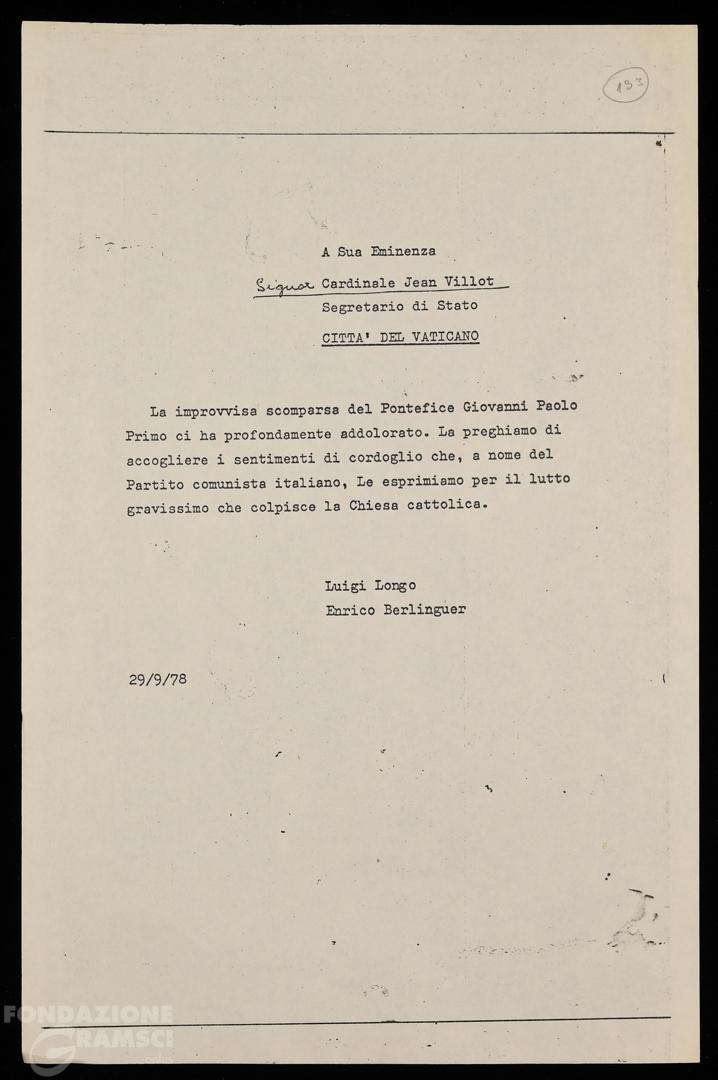 193
A Sua Eminenza
Signor Cardinale Jean Villot
Segretario di Stato
CITTA' DEL VATICANO
La improvvisa scomparsa del Pontefice Giovanni Paolo
Primo ci ha profondamente addolorato. La preghiamo di
accogliere i sentimenti di cordoglio che, a nome del
Partito comunista italiano, Le esprimiamo per il lutto
gravissimo che colpisce la Chiesa cattolica.
Luigi Longo
Enrico Berlinguer
29/9/78
FONDAZIONE
GRAMSCI
onlus